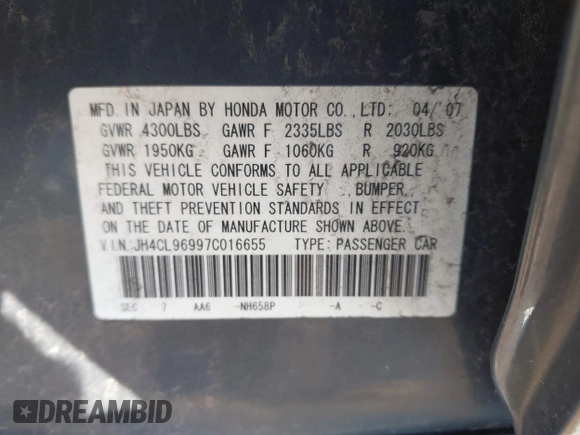 MFD. IN JAPAN BY HONDA MOTOR CO., LTD. 04/ 07
GVWR 4300LBS GAWR F 2335LBS R 2030LBS
GVWR 1950KG GAWR F 1060KG R 920KG
THIS VEHICLE CONFORMS TO ALL APPLICABLE
FEDERAL MOTOR VEHICLE SAFETY , BUMPER,
AND THEFT PREVENTION STANDARDS IN EFFECT
ON THE DATE OF MANUFACTURE SHOWN ABOVE.
V.I.N: JH4CL96997C016655 TYPE: PASSENGER CAR
SEC 7 AA6 -NH658P -A -C
DREAMBID